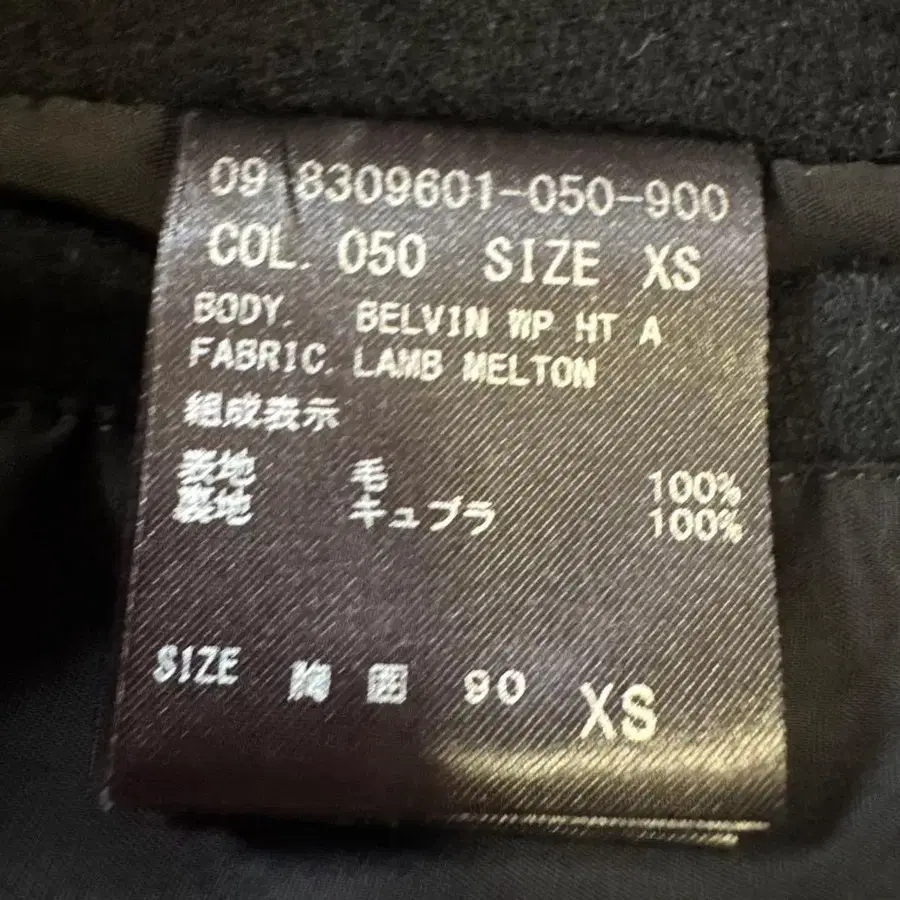 09-8309601-050-900
COL. 050 SIZE XS
BODY. BELVIN WP HT A
FABRIC. LAMB MELTON
組成表示
表地 毛 100%
裏地 キュプラ 100%
SIZE 胸囲 90 XS